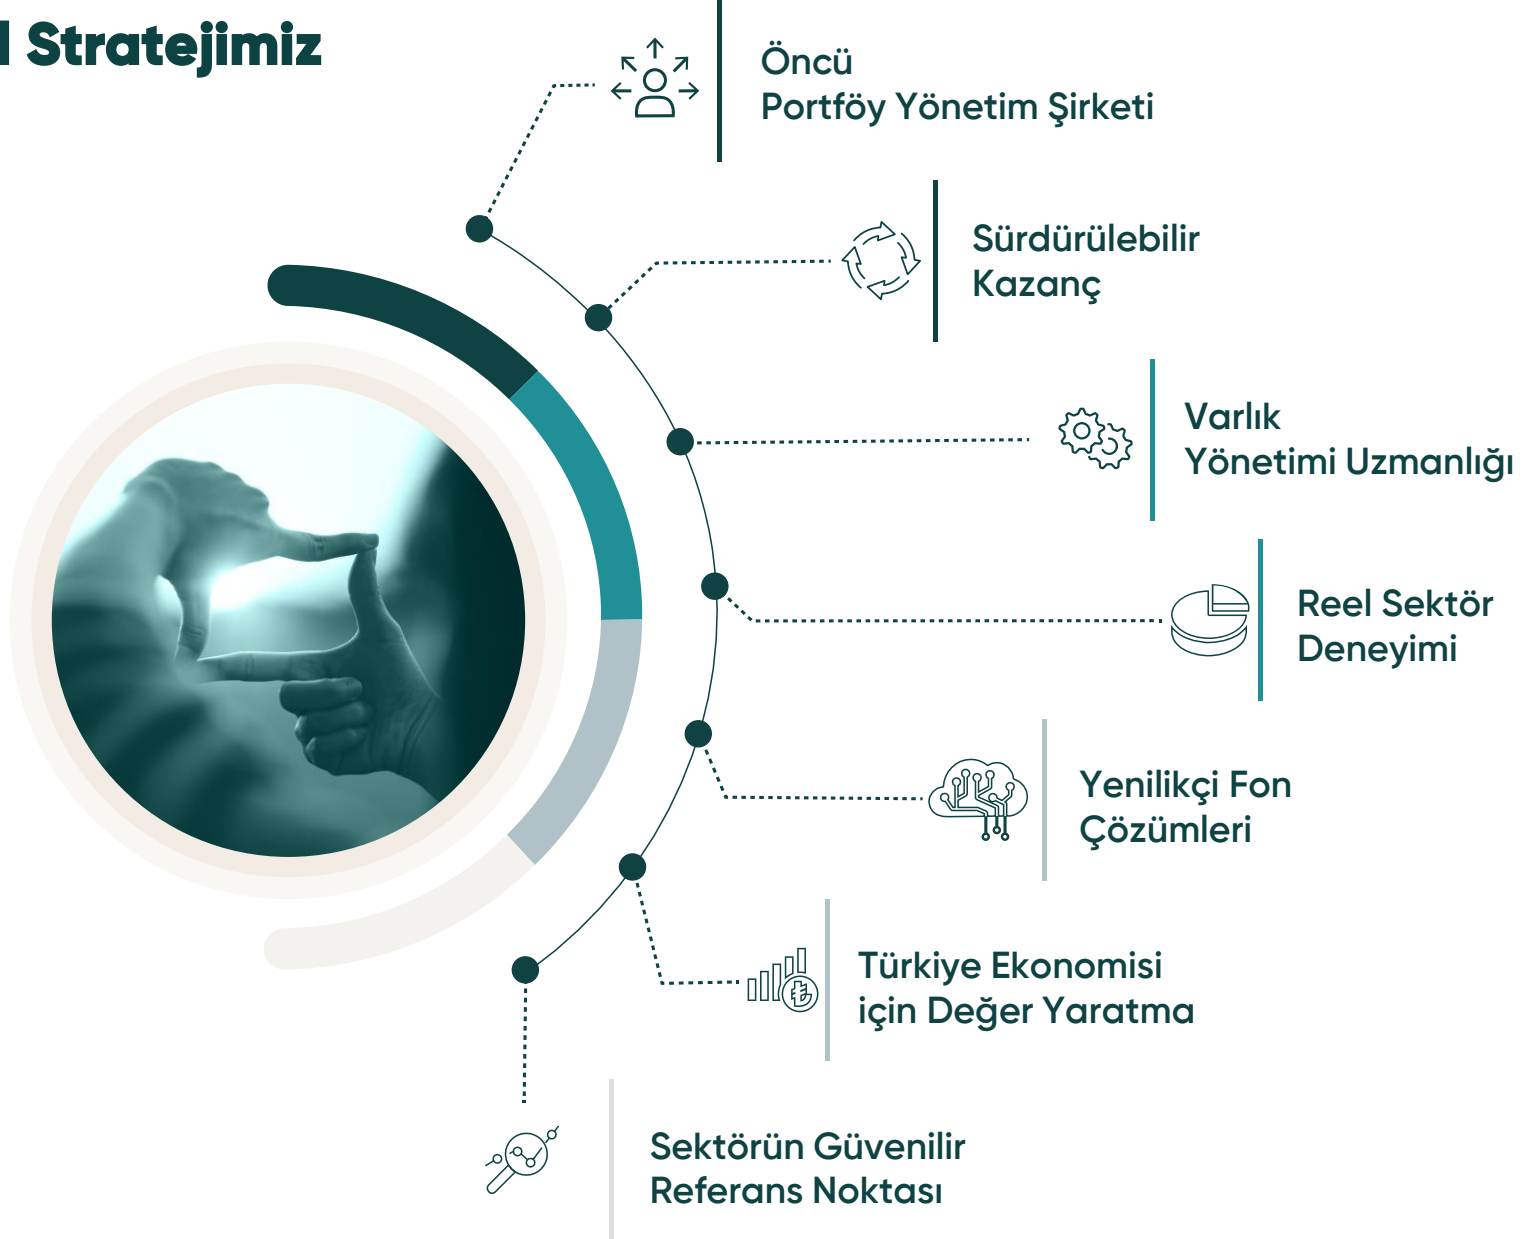 Stratejimiz
Öncü
Portföy Yönetim Şirketi
Sürdürülebilir
Kazanç
Varlık
Yönetimi Uzmanlığı
Reel Sektör
Deneyimi
Yenilikçi Fon
Çözümleri
Türkiye Ekonomisi
için Değer Yaratma
Sektörün Güvenilir
Referans Noktası